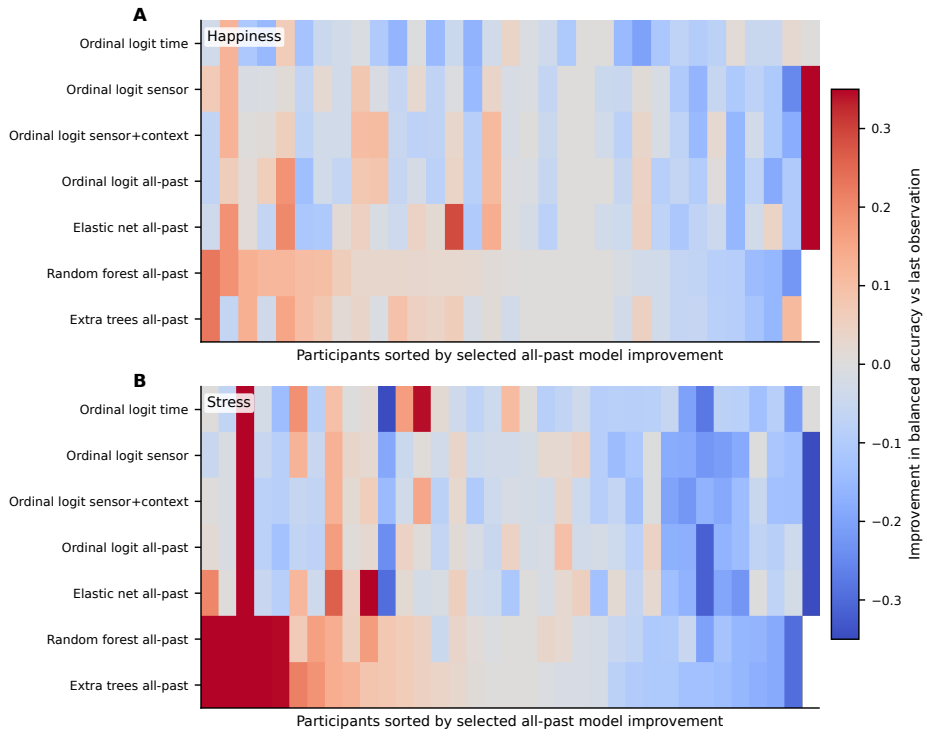 A
Happiness
Ordinal logit time
Ordinal logit sensor
Ordinal logit sensor+context
Ordinal logit all-past
Elastic net all-past
Random forest all-past
Extra trees all-past
Participants sorted by selected all-past model improvement
B
Stress
Ordinal logit time
Ordinal logit sensor
Ordinal logit sensor+context
Ordinal logit all-past
Elastic net all-past
Random forest all-past
Extra trees all-past
Participants sorted by selected all-past model improvement
0.3
0.2
0.1
0.0
−0.1
−0.2
−0.3
Improvement in balanced accuracy vs last observation